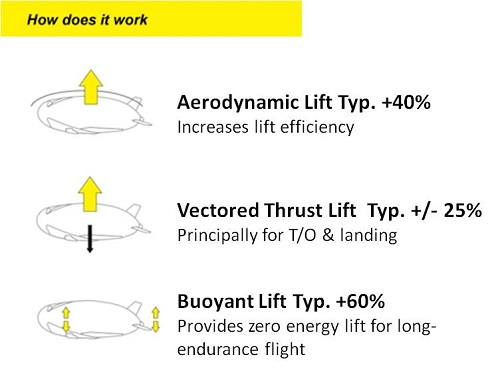 How does it work
Aerodynamic Lift Typ. +40%
Increases lift efficiency
Vectored Thrust Lift  Typ. +/- 25%
Principally for T/O & landing
Buoyant Lift Typ. +60%
Provides zero energy lift for long-
endurance flight